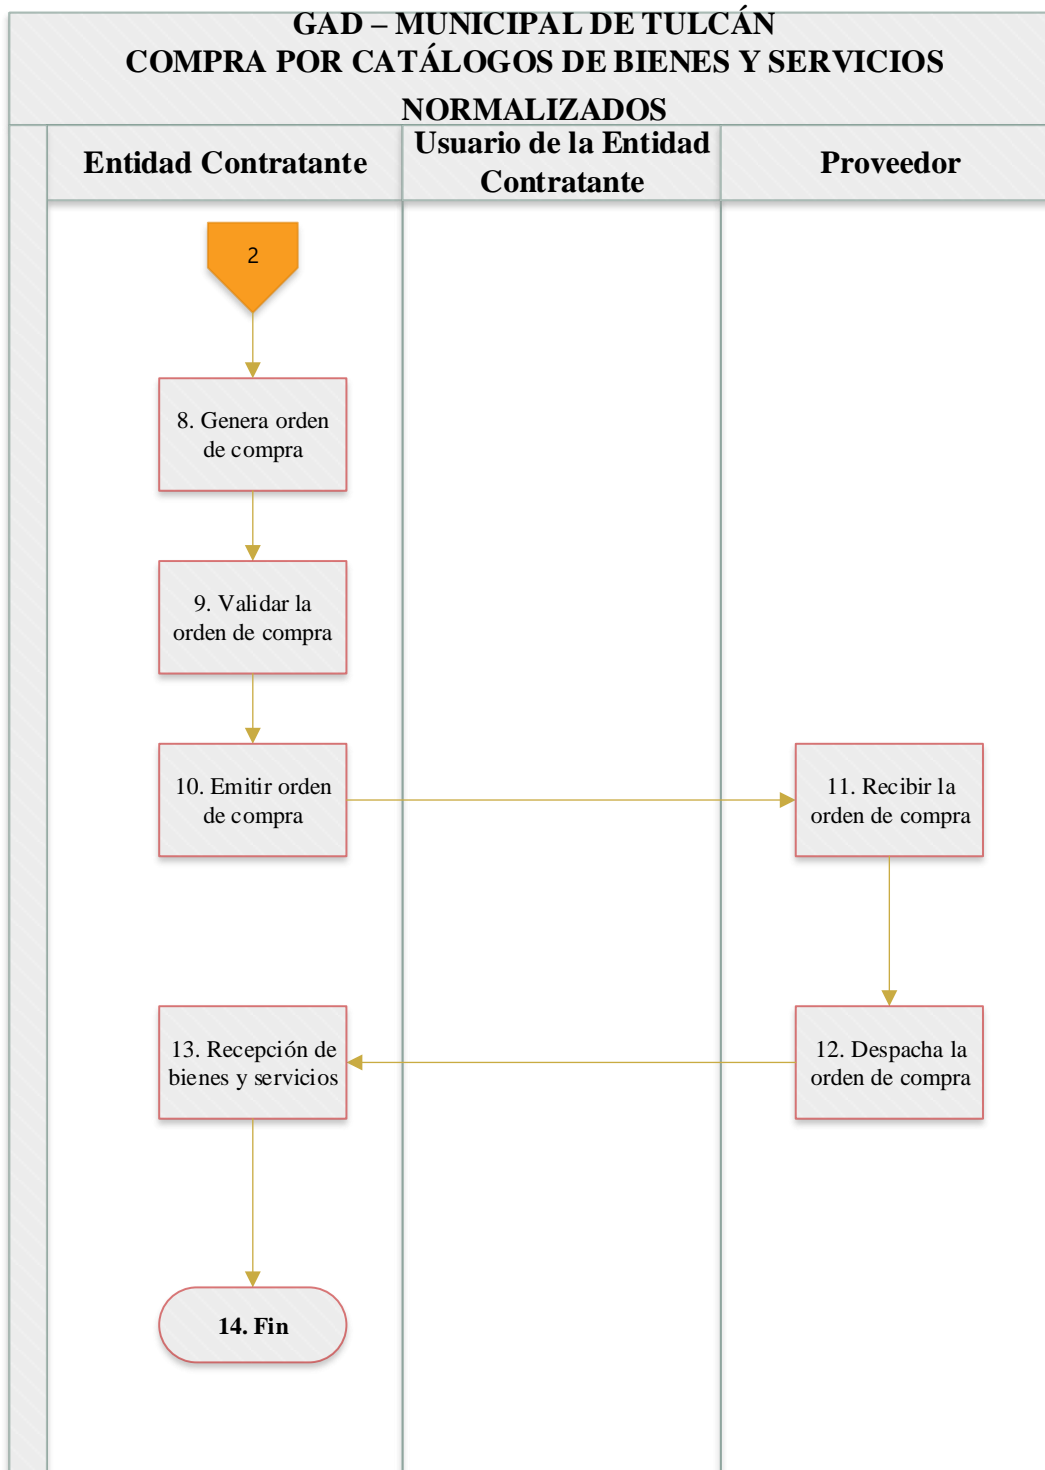 GAD – MUNICIPAL DE TULCÁN
COMPRA POR CATÁLOGOS DE BIENES Y SERVICIOS
NORMALIZADOS
Entidad Contratante
Usuario de la Entidad
Contratante
Proveedor
2
8. Genera orden
de compra
9. Validar la
orden de compra
10. Emitir orden
de compra
11. Recibir la
orden de compra
13. Recepción de
bienes y servicios
12. Despacha la
orden de compra
14. Fin